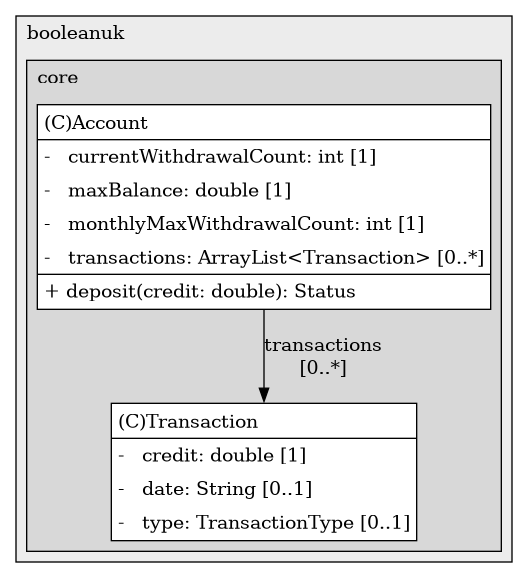 booleanuk
core
(C)Account
- currentWithdrawalCount: int [1]
- maxBalance: double [1]
- monthlyMaxWithdrawalCount: int [1]
- transactions: ArrayList<Transaction> [0..*]
+ deposit(credit: double): Status
transactions
[0..*]
(C)Transaction
- credit: double [1]
- date: String [0..1]
- type: TransactionType [0..1]